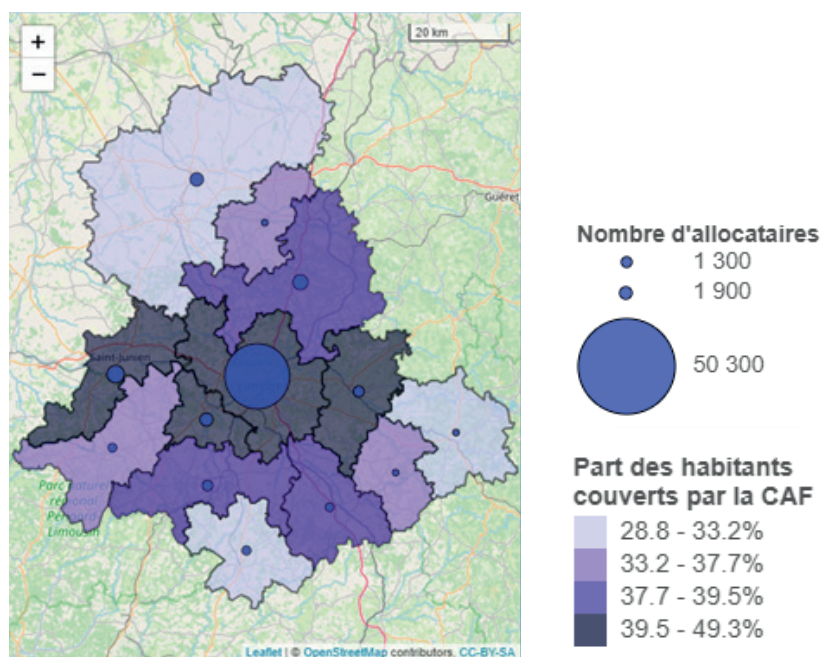 +
−
20 km
Guéret
Saint-Junien
Parc naturel
régional
Périgord
Limousin
Leaflet | © OpenStreetMap contributors, CC-BY-SA
Nombre d'allocataires
1 300
1 900
50 300
Part des habitants
couverts par la CAF
28.8 - 33.2%
33.2 - 37.7%
37.7 - 39.5%
39.5 - 49.3%